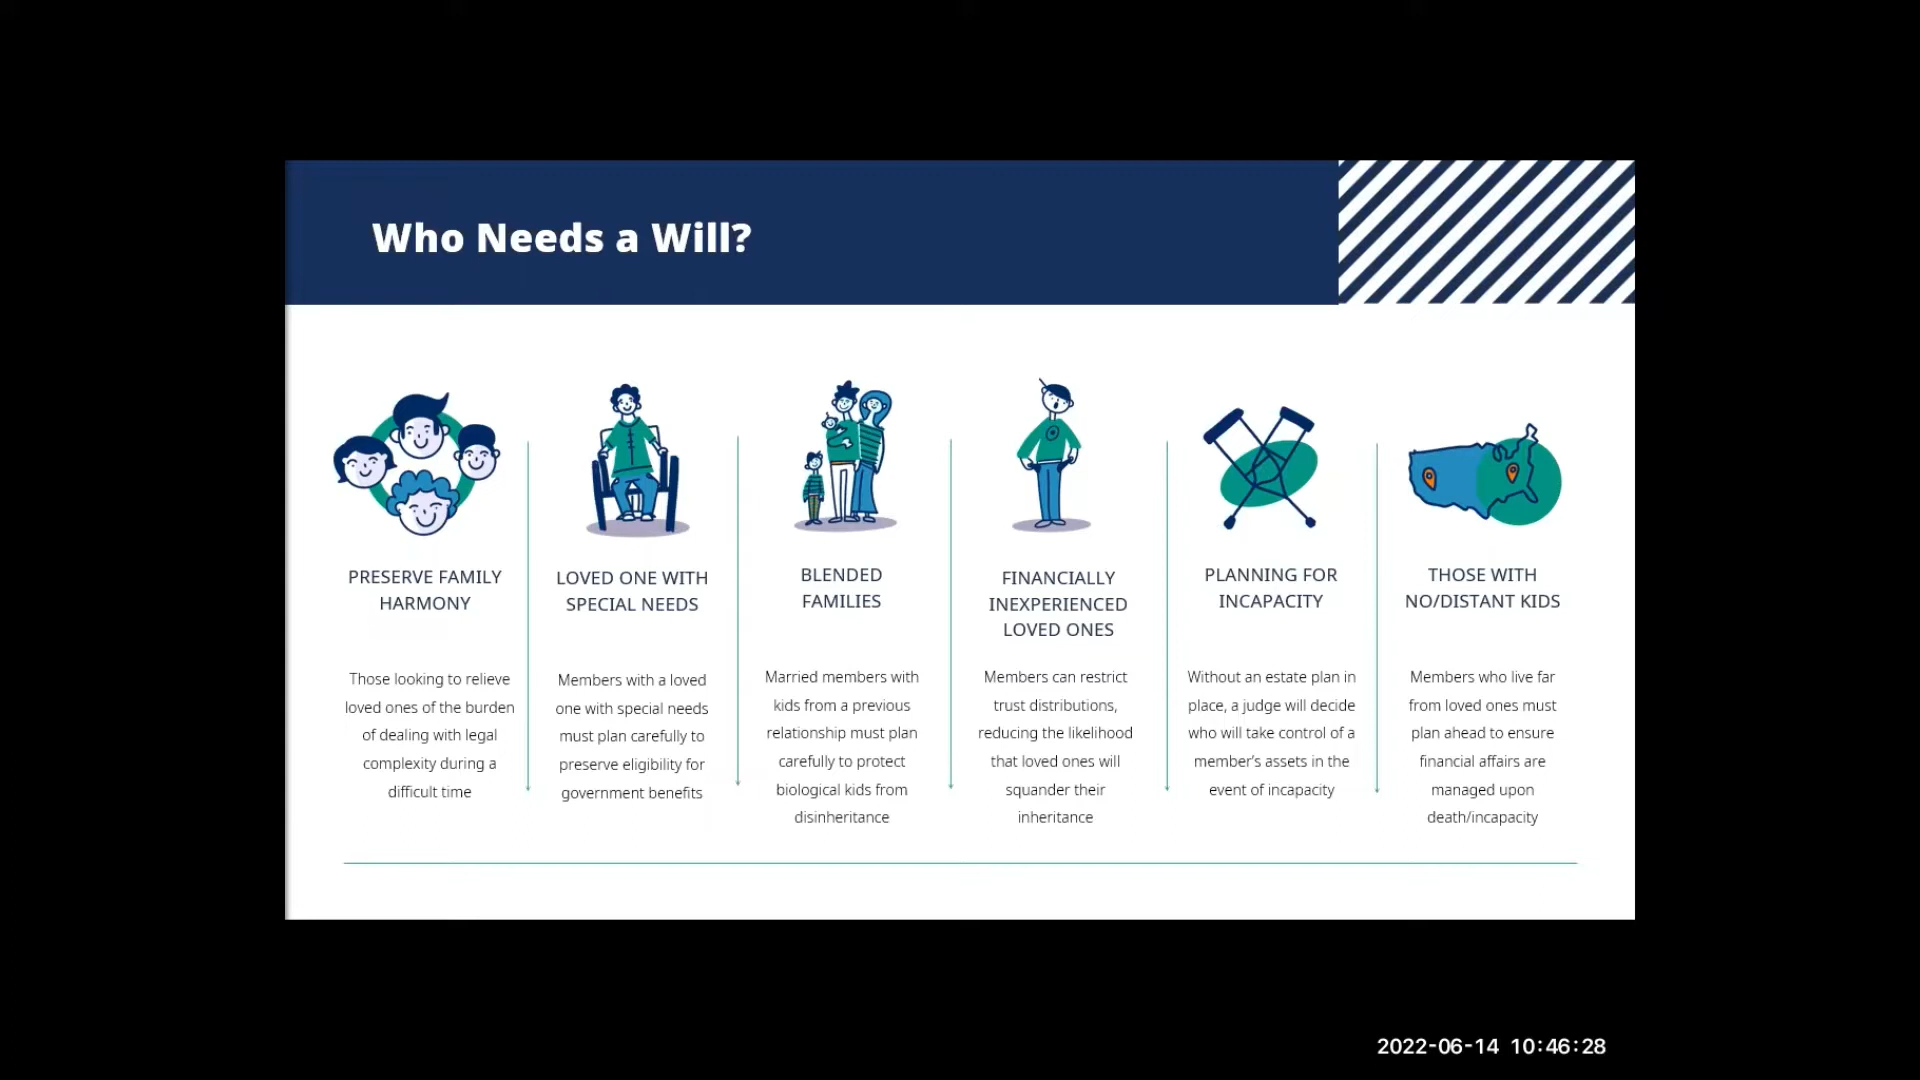 Who Needs a Will?
PRESERVE FAMILY
HARMONY
Those looking to relieve
loved ones of the burden
of dealing with legal
complexity during a
difficult time
LOVED ONE WITH
SPECIAL NEEDS
Members with a loved
one with special needs
must plan carefully to
preserve eligibility for
government benefits
BLENDED
FAMILIES
Married members with
kids from a previous
relationship must plan
carefully to protect
biological kids from
disinheritance
FINANCIALLY
INEXPERIENCED
LOVED ONES
Members can restrict
trust distributions,
reducing the likelihood
that loved ones will
squander their
inheritance
PLANNING FOR
INCAPACITY
Without an estate plan in
place, a judge will decide
who will take control of a
member’s assets in the
event of incapacity
THOSE WITH
NO/DISTANT KIDS
Members who live far
from loved ones must
plan ahead to ensure
financial affairs are
managed upon
death/incapacity
2022-06-14 10:46:28